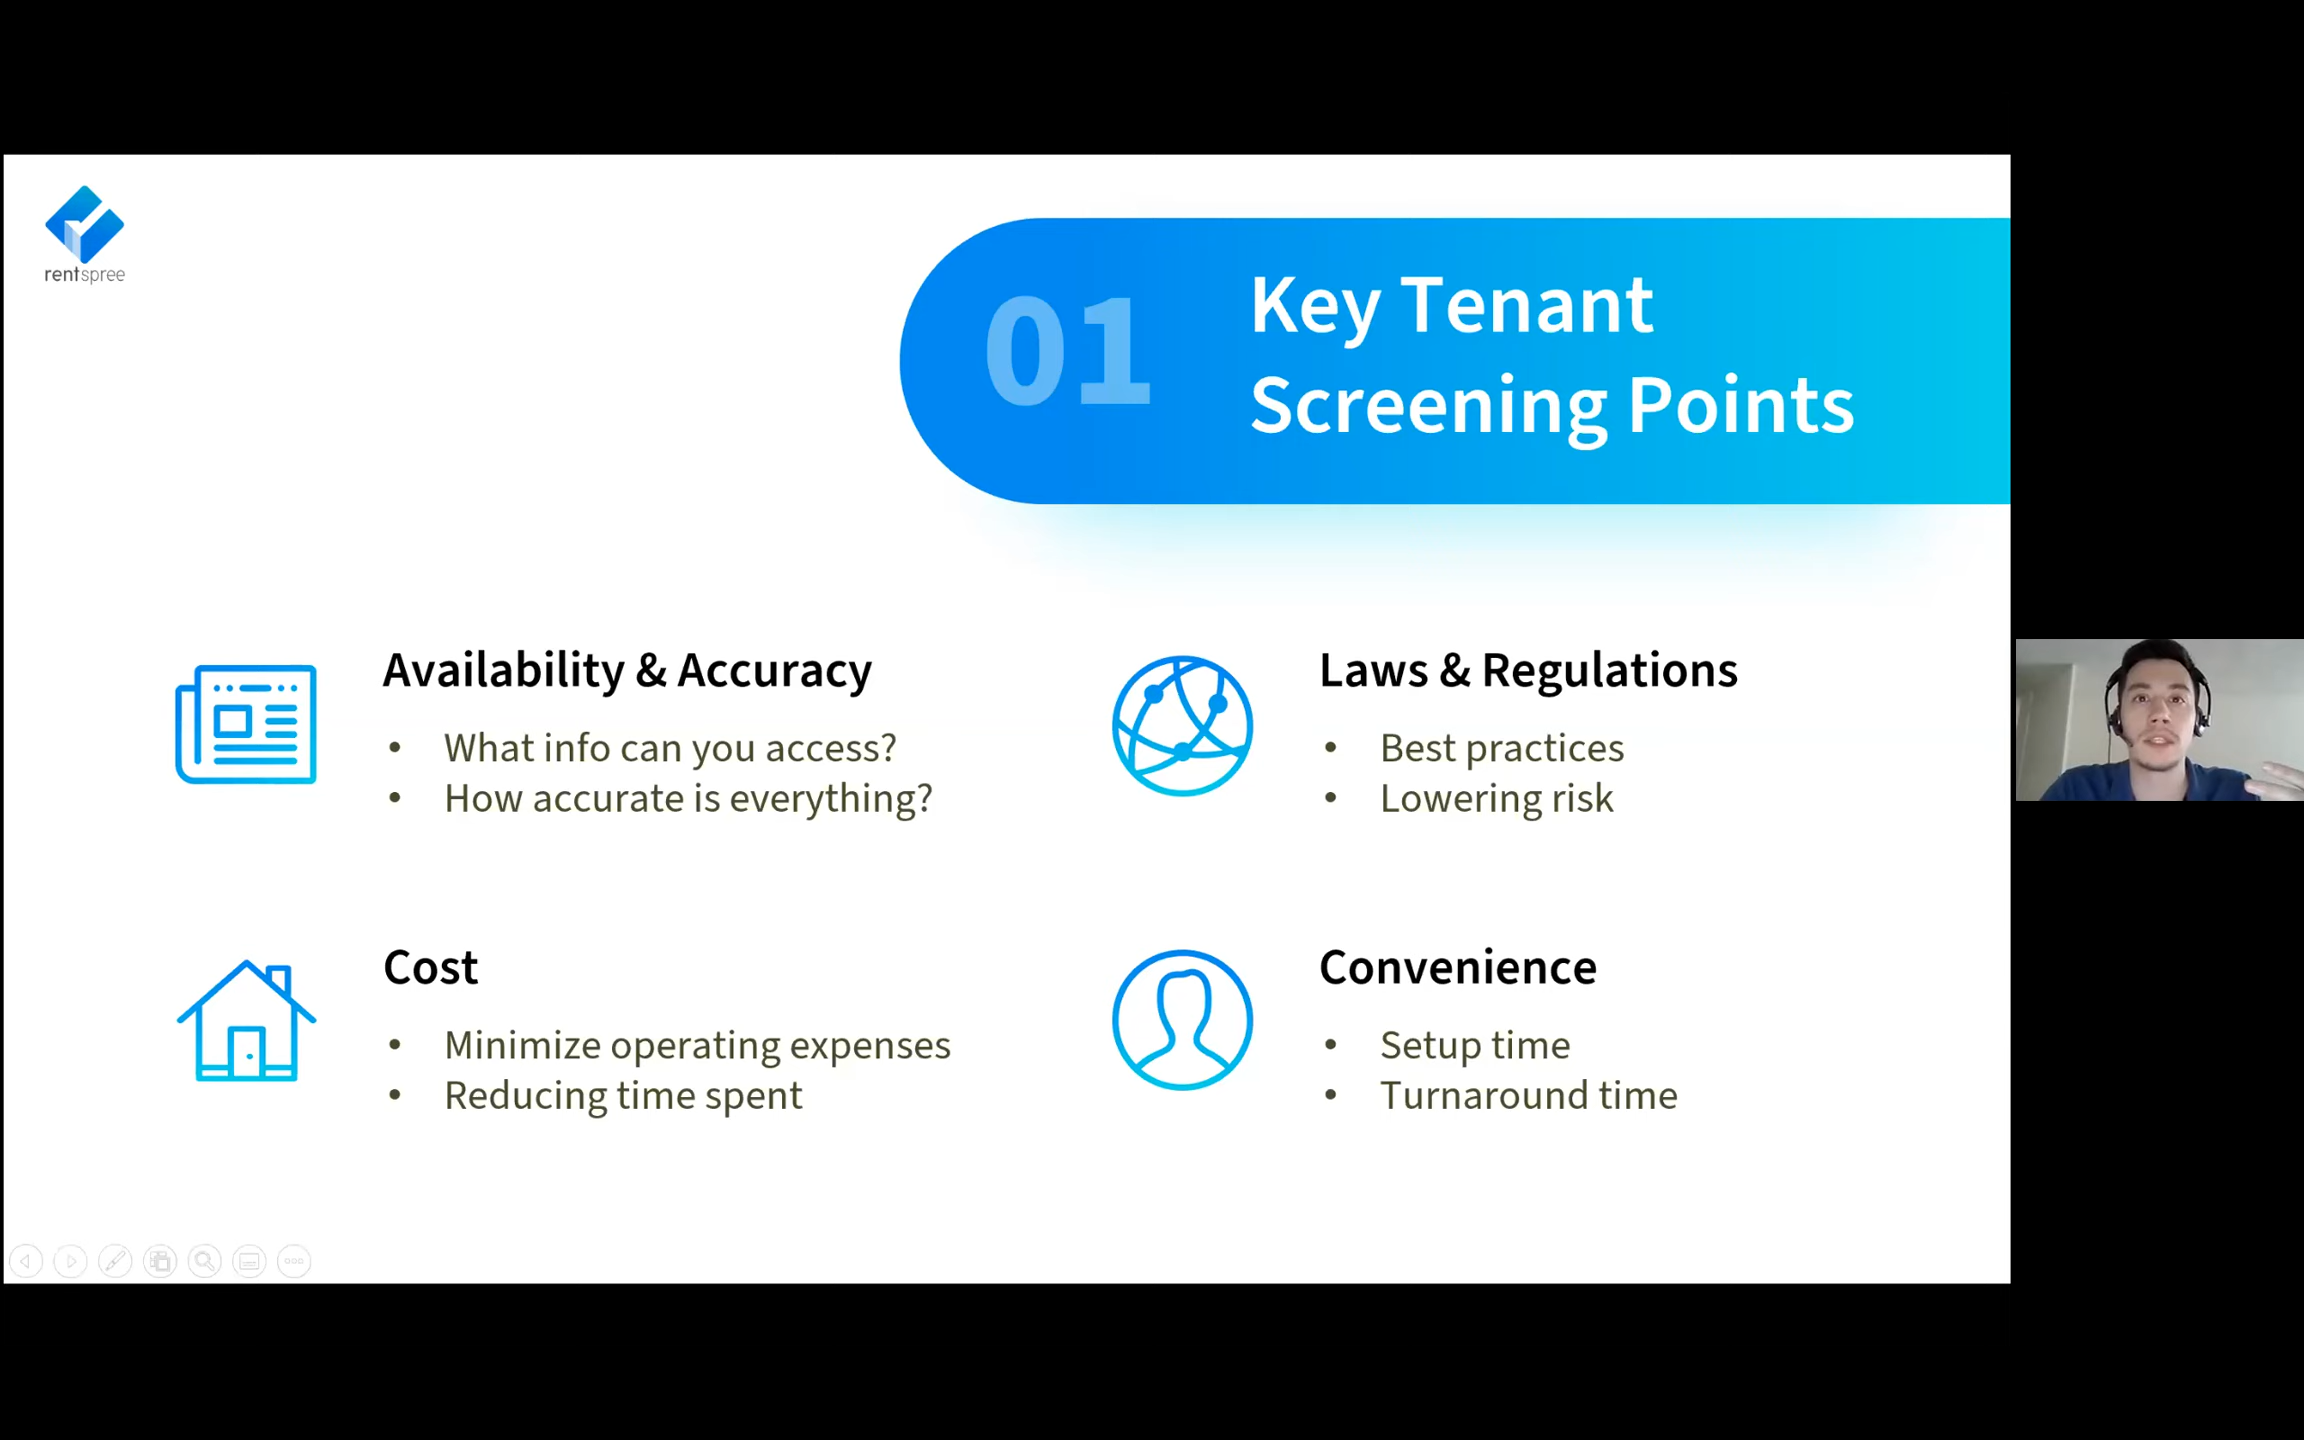 rentspree
01
Key Tenant
Screening Points
Availability & Accuracy
• What info can you access?
• How accurate is everything?
Laws & Regulations
• Best practices
• Lowering risk
Cost
• Minimize operating expenses
• Reducing time spent
Convenience
• Setup time
• Turnaround time